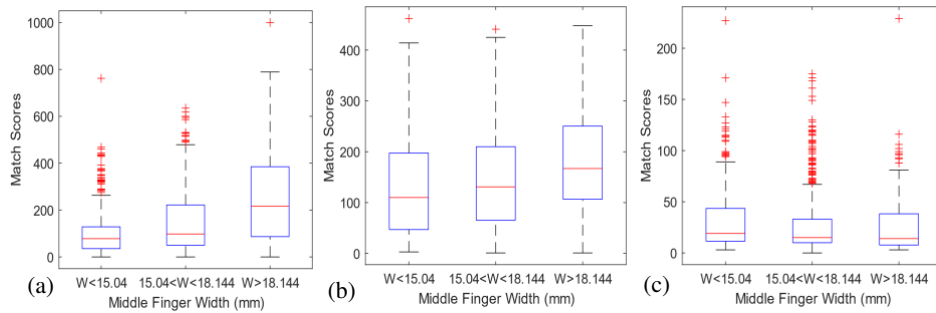 1000
800
600
400
200
0
Match Scores
W<15.04 15.04<W<18.144 W>18.144
Middle Finger Width (mm)
(a)
400
300
200
100
0
Match Scores
W<15.04 15.04<W<18.144 W>18.144
Middle Finger Width (mm)
(b)
200
150
100
50
0
Match Scores
W<15.04 15.04<W<18.144 W>18.144
Middle Finger Width (mm)
(c)